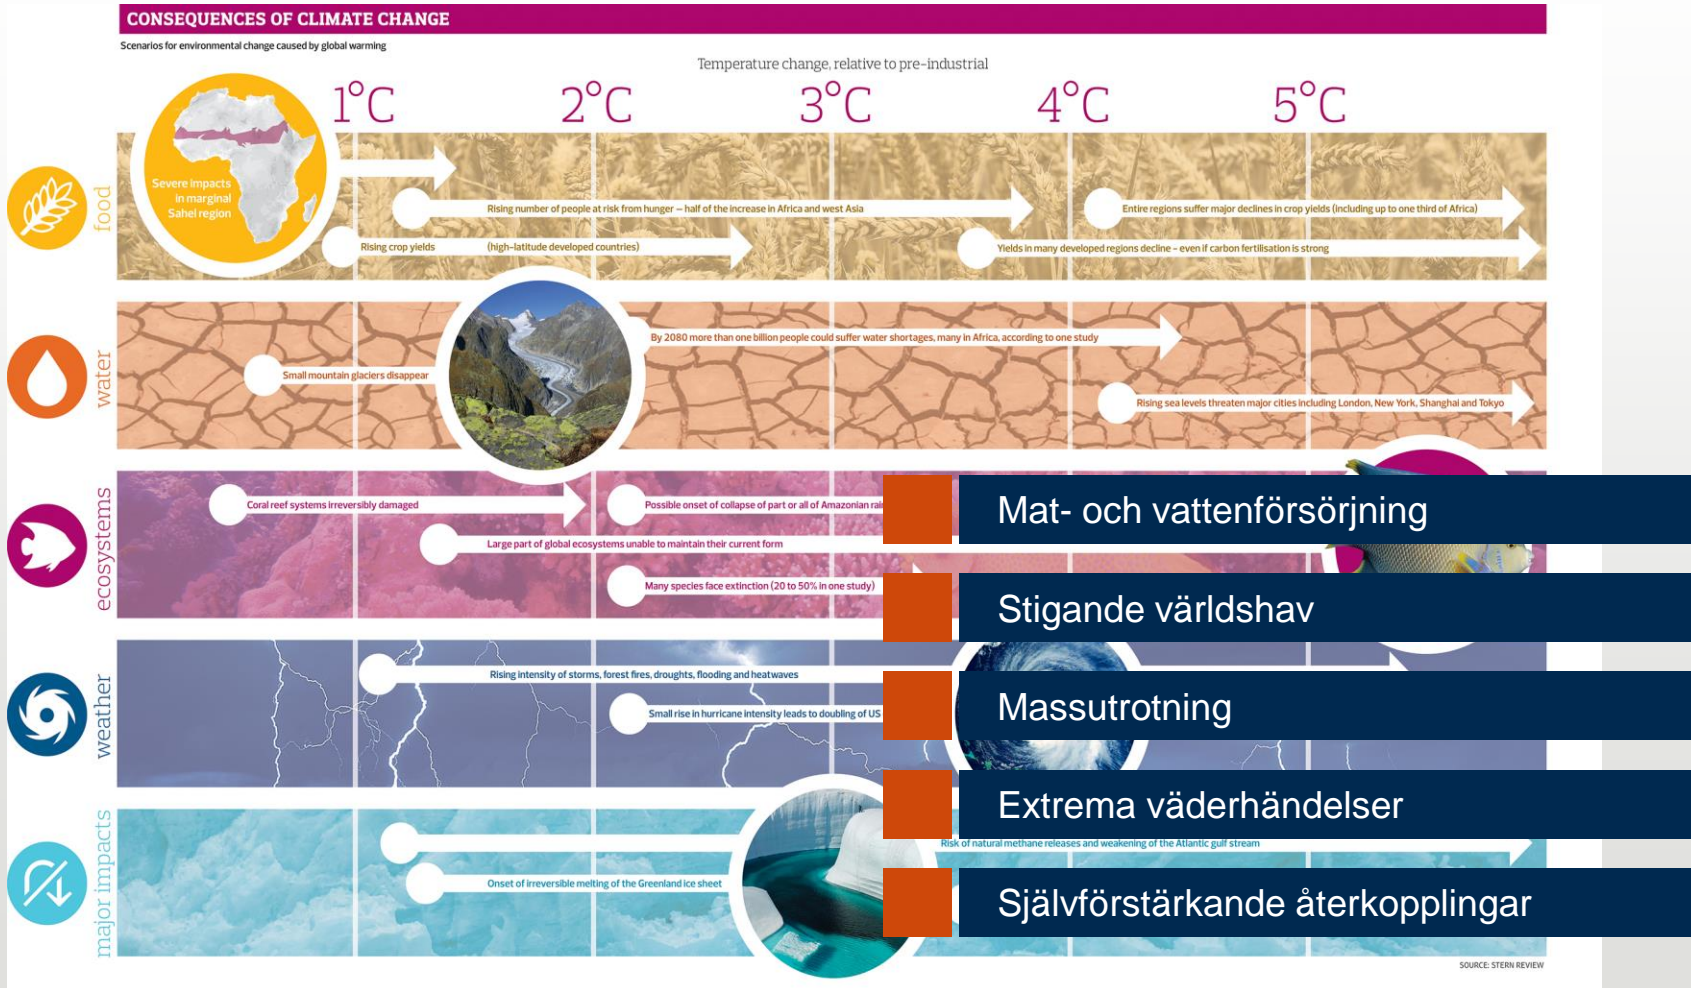 CONSEQUENCES OF CLIMATE CHANGE
Scenarios for environmental change caused by global warming
Temperature change, relative to pre-industrial
1°C 2°C 3°C 4°C 5°C
food
Severe impacts
in marginal
Sahel region
Rising number of people at risk from hunger – half of the increase in Africa and west Asia
Entire regions suffer major declines in crop yields (including up to one third of Africa)
Rising crop yields (high-latitude developed countries)
Yields in many developed regions decline - even if carbon fertilisation is strong
water
By 2080 more than one billion people could suffer water shortages, many in Africa, according to one study
Small mountain glaciers disappear
Rising sea levels threaten major cities including London, New York, Shanghai and Tokyo
ecosystems
Coral reef systems irreversibly damaged
Possible onset of collapse of part or all of Amazonian
Large part of global ecosystems unable to maintain their current form
Many species face extinction (20 to 50% in one study)
weather
Rising intensity of storms, forest fires, droughts, flooding and heatwaves
Small rise in hurricane intensity leads to doubling of US
major impacts
Risk of natural methane releases and weakening of the Atlantic gulf stream
Onset of irreversible melting of the Greenland ice sheet
Mat- och vattenförsörjning
Stigande världshav
Massutrotning
Extrema väderhändelser
Självförstärkande återkopplingar
SOURCE: STERN REVIEW